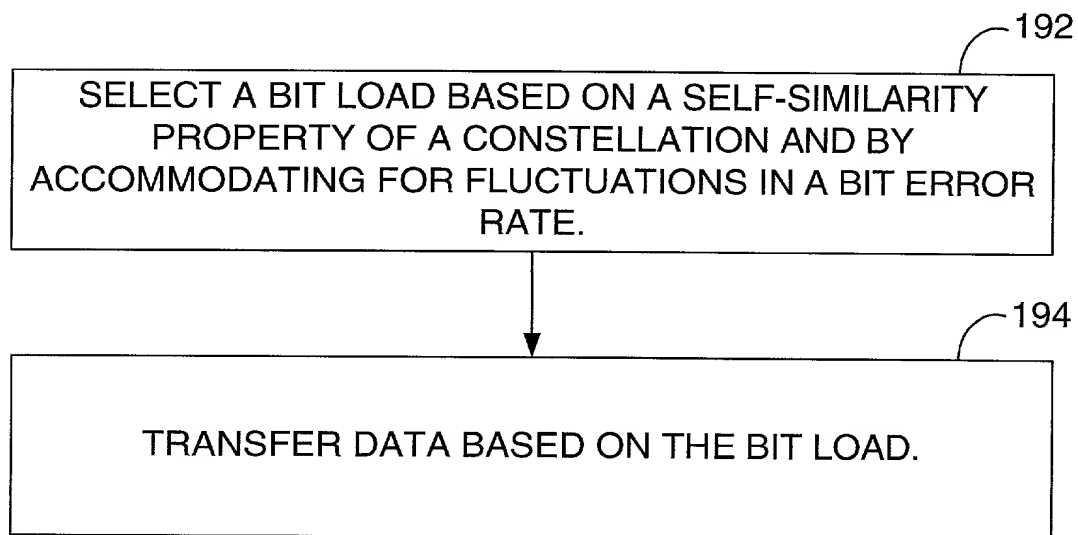 192
SELECT A BIT LOAD BASED ON A SELF-SIMILARITY
PROPERTY OF A CONSTELLATION AND BY
ACCOMMODATING FOR FLUCTUATIONS IN A BIT ERROR
RATE.
194
TRANSFER DATA BASED ON THE BIT LOAD.